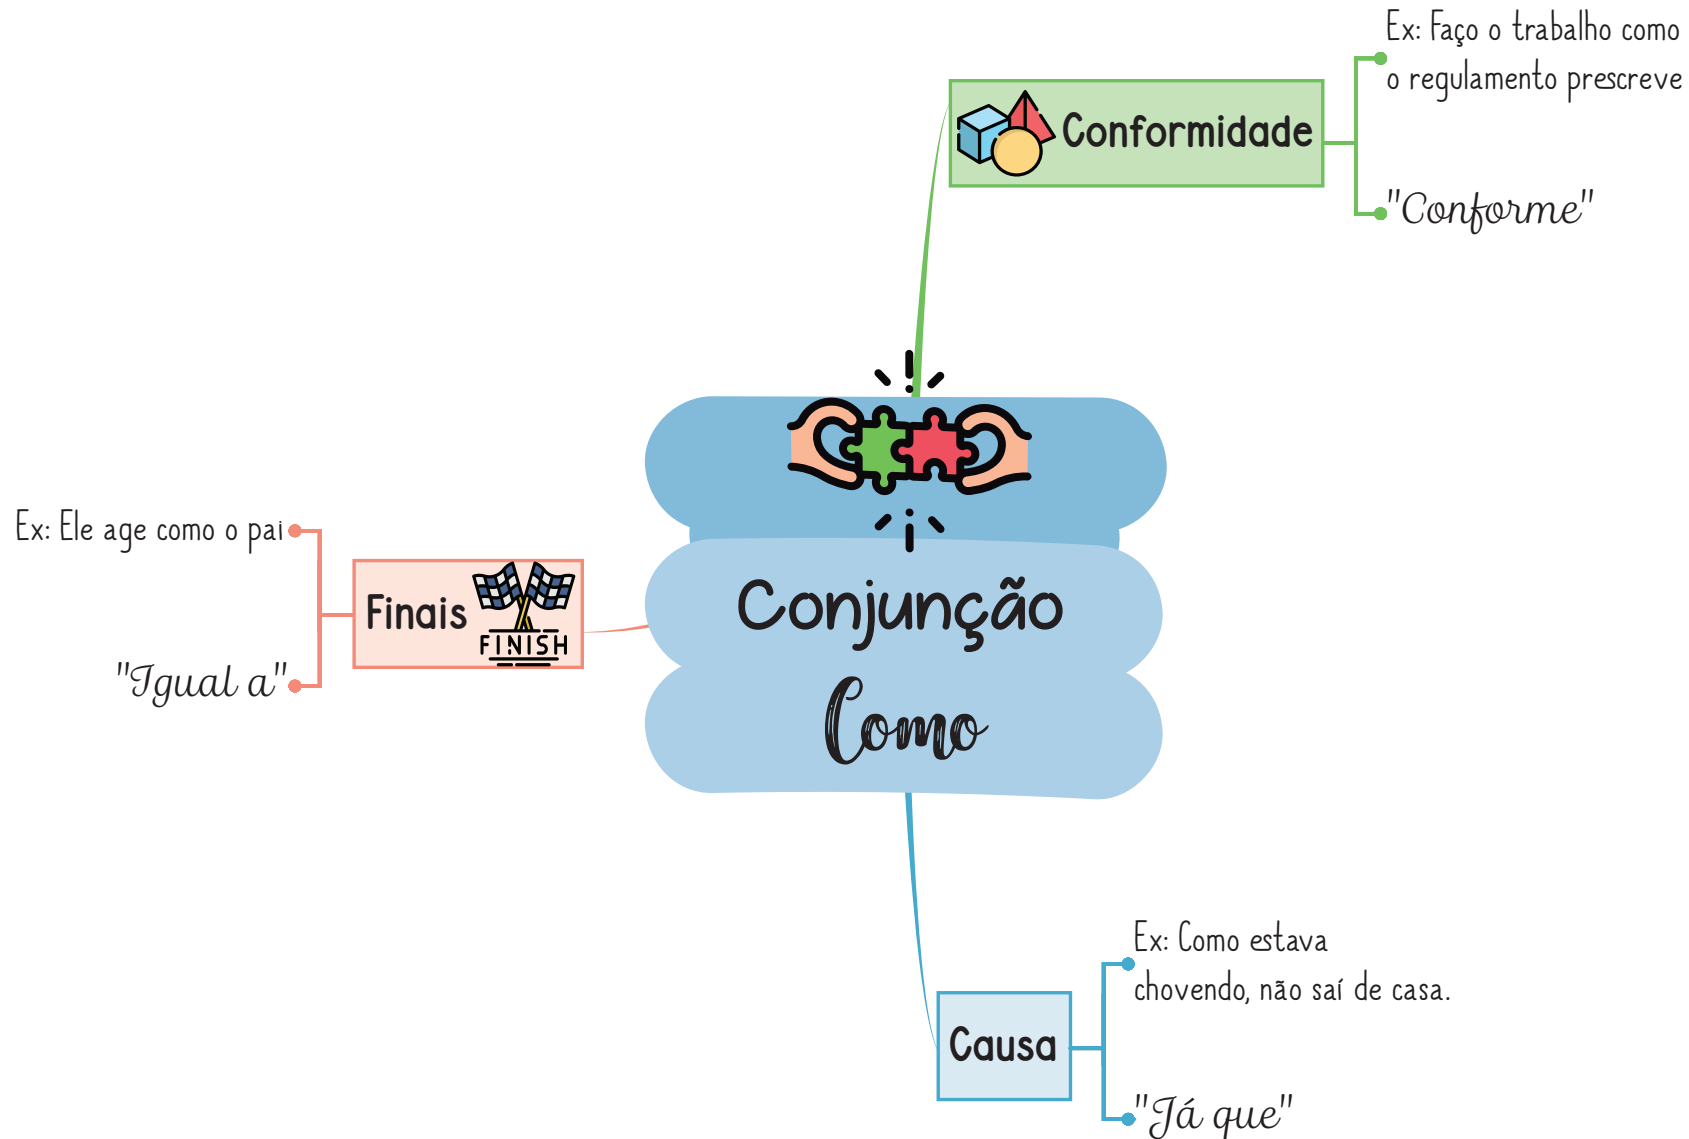 Ex: Faço o trabalho como
o regulamento prescreve
Conformidade
"Conforme"
Ex: Ele age como o pai
Finais
FINISH
"Igual a"
Conjunção
Como
Ex: Como estava
chovendo, não saí de casa.
Causa
"Já que"